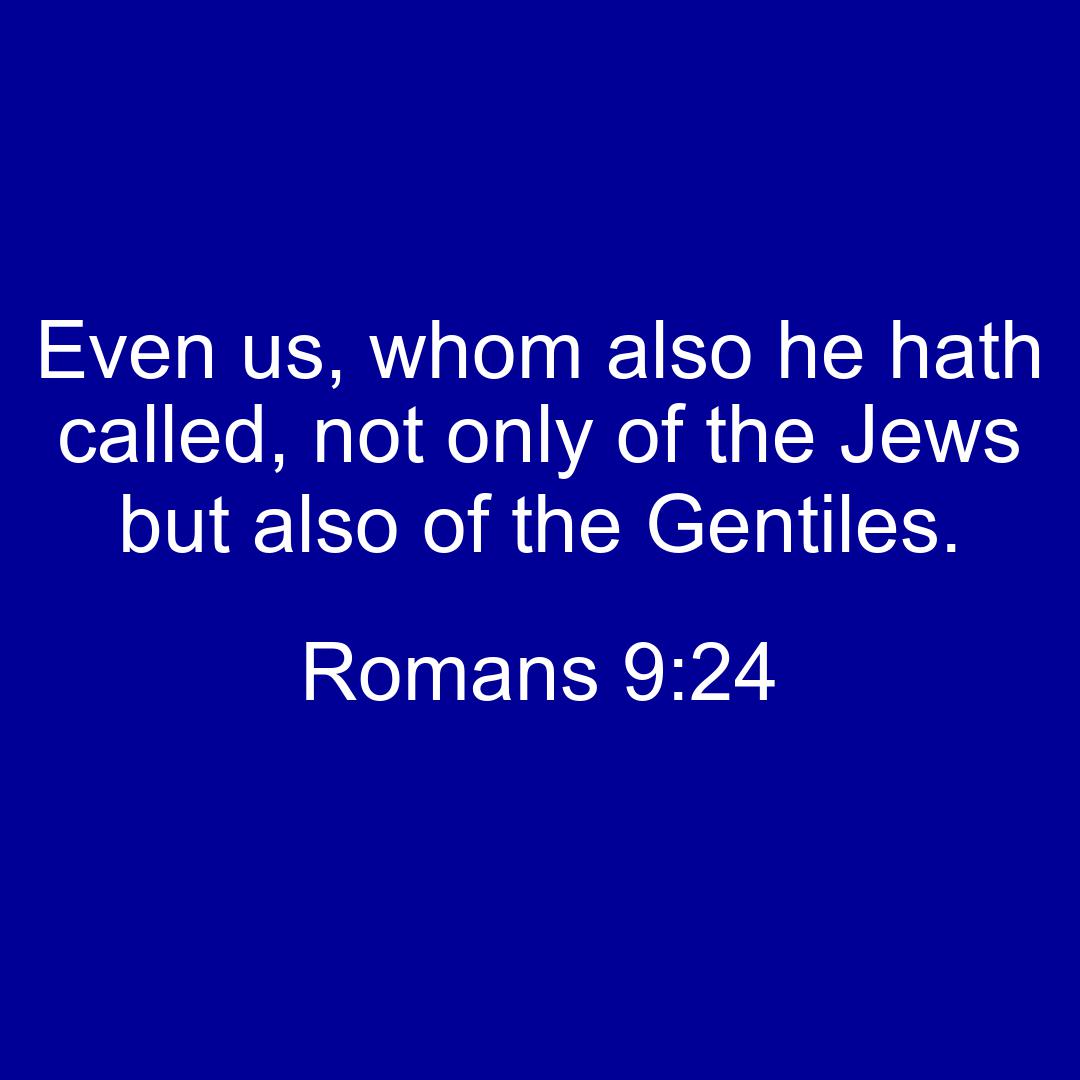 Even us, whom also he hath
called, not only of the Jews
but also of the Gentiles.
Romans 9:24